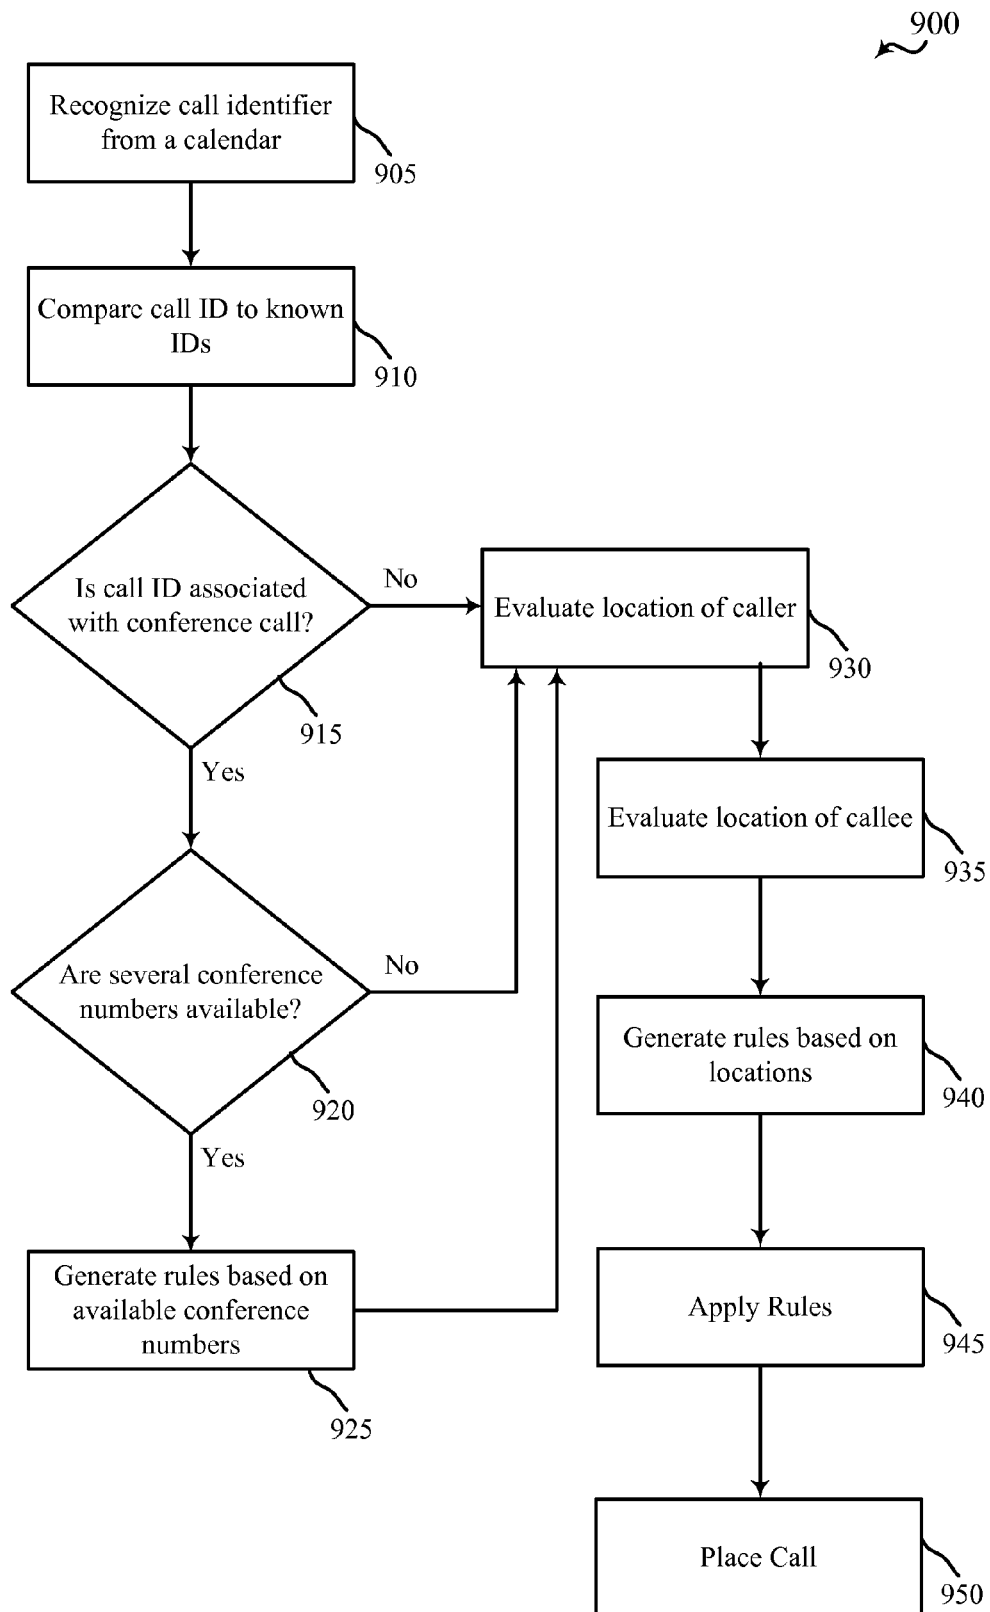 900
Recognize call identifier
from a calendar
905
Compare call ID to known
IDs
910
Is call ID associated
with conference call?
915
No
Yes
Are several conference
numbers available?
920
No
Yes
Generate rules based on
available conference
numbers
925
Evaluate location of caller
930
Evaluate location of callee
935
Generate rules based on
locations
940
Apply Rules
945
Place Call
950